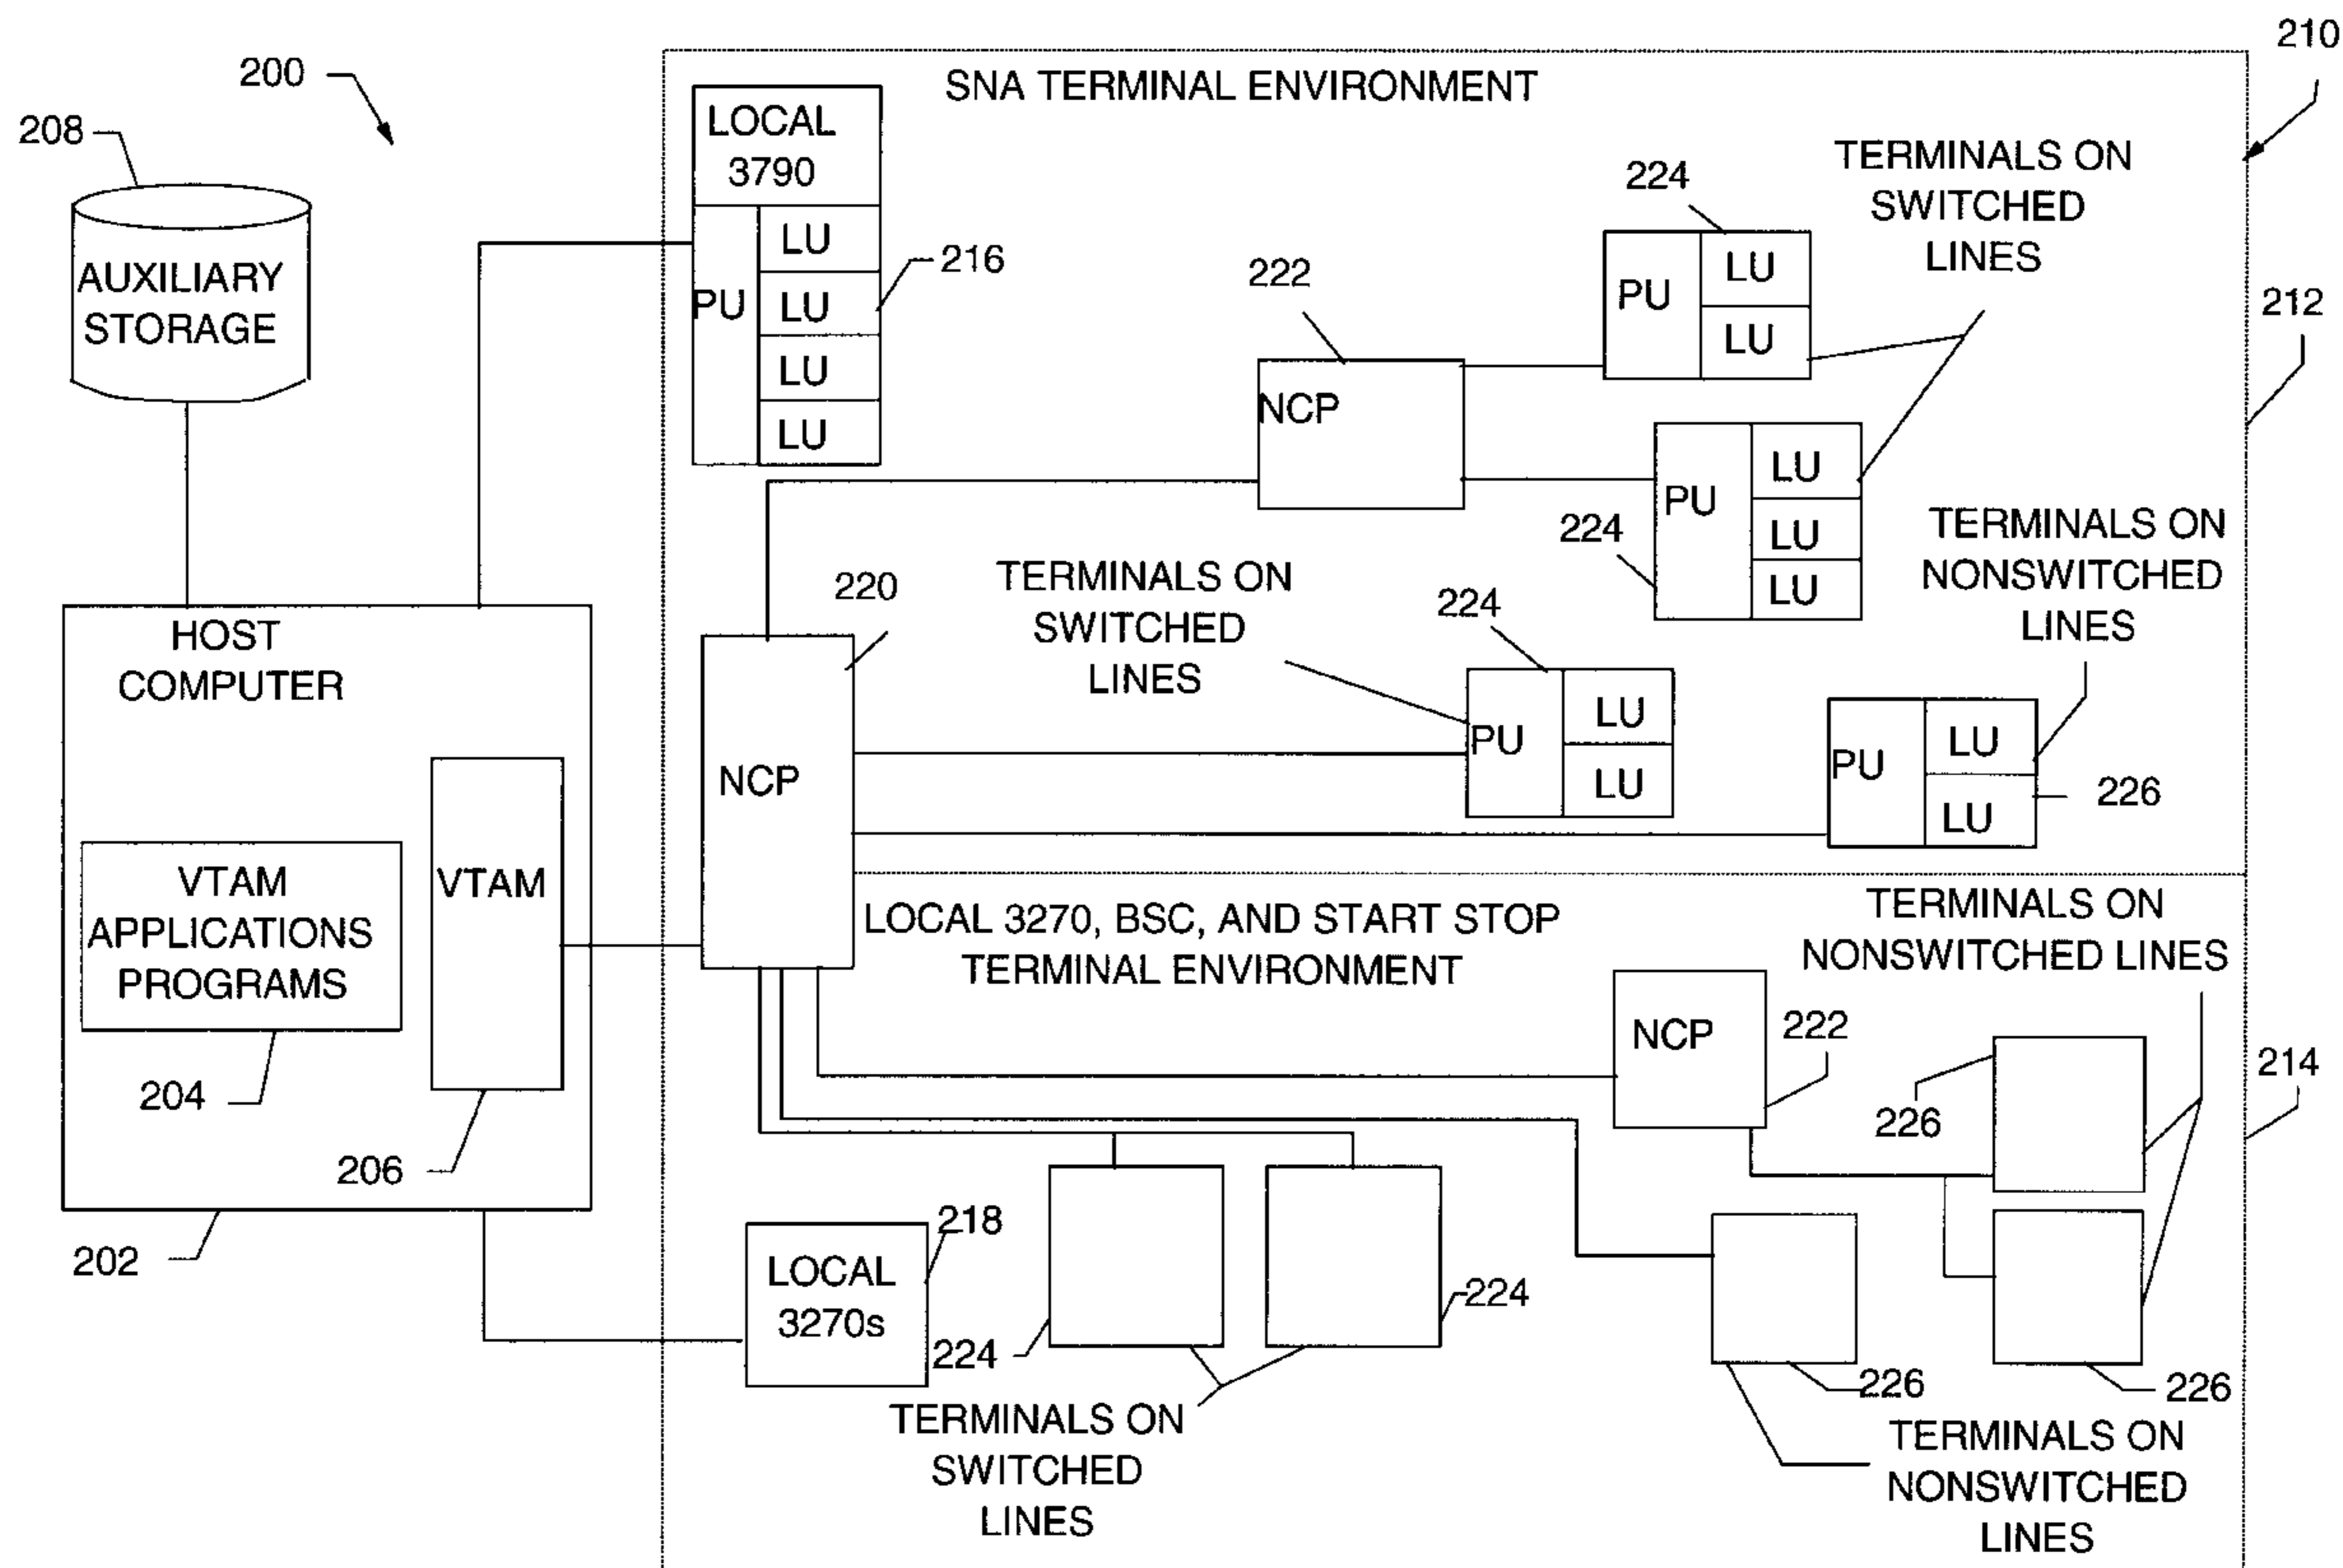 210
200
SNA TERMINAL ENVIRONMENT
208
LOCAL
3790
TERMINALS ON
SWITCHED
LINES
224
LU
216
PU
LU
LU
LU
AUXILIARY
STORAGE
222
PU
LU
LU
212
NCP
PU
LU
LU
LU
224
TERMINALS ON
NONSWITCHED
LINES
220
TERMINALS ON
SWITCHED
LINES
224
HOST
COMPUTER
PU
LU
LU
PU
LU
LU
226
NCP
VTAM
APPLICATIONS
PROGRAMS
VTAM
LOCAL 3270, BSC, AND START STOP
TERMINAL ENVIRONMENT
TERMINALS ON
NONSWITCHED LINES
NCP
222
214
204
226
206
218
202
LOCAL
3270s
224
224
226
226
TERMINALS ON
SWITCHED
LINES
TERMINALS ON
NONSWITCHED
LINES